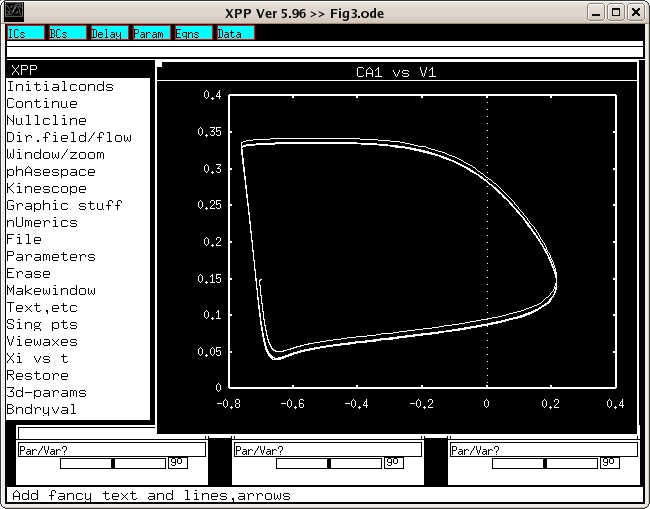 XPP Ver 5.96 >> Fig3.ode
ICs BCs Delay Param Eqns Data
XPP
Initialconds
Continue
Nullcline
Dir.field/flow
Window/zoom
phAsespace
Kinescope
Graphic stuff
nUmerics
File
Parameters
Erase
Makewindow
Text,etc
Sing pts
Viewaxes
Xi vs t
Restore
3d-params
Bndryval
CA1 vs V1
0.4
0.35
0.3
0.25
0.2
0.15
0.1
0.05
0
-0.8 -0.6 -0.4 -0.2 0 0.2 0.4
Par/Var? Par/Var? Par/Var?
go go go
Add fancy text and lines,arrows